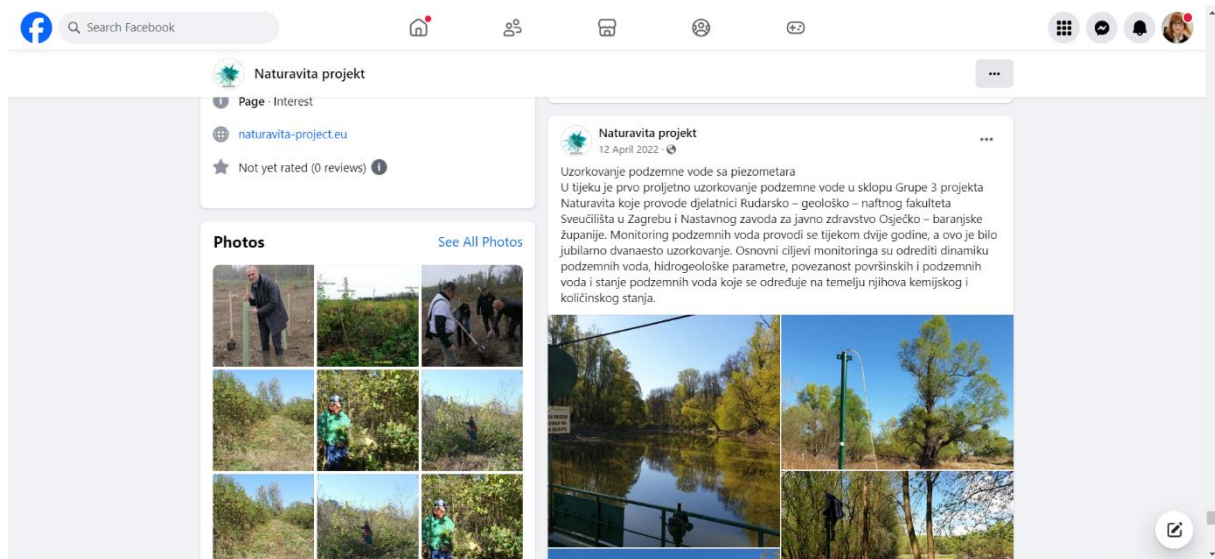 Search Facebook
Naturavita projekt
Page · Interest
naturavita-project.eu
Not yet rated (0 reviews)
Photos
See All Photos
Naturavita projekt
12 April 2022 ·
Uzorkovanje podzemne vode sa piezometara
U tijeku je prvo proljetno uzorkovanje podzemne vode u sklopu Grupe 3 projekta
Naturavita koje provode djelatnici Rudarsko – geološko – naftnog fakulteta
Sveučilišta u Zagrebu i Nastavnog zavoda za javno zdravstvo Osječko – baranjske
županije. Monitoring podzemnih voda provodi se tijekom dvije godine, a ovo je bilo
jubilarno dvanaesto uzorkovanje. Osnovni ciljevi monitoringa su odrediti dinamiku
podzemnih voda, hidrogeološke parametre, povezanost površinskih i podzemnih
voda i stanje podzemnih voda koje se određuje na temelju njihova kemijskog i
količinskog stanja.